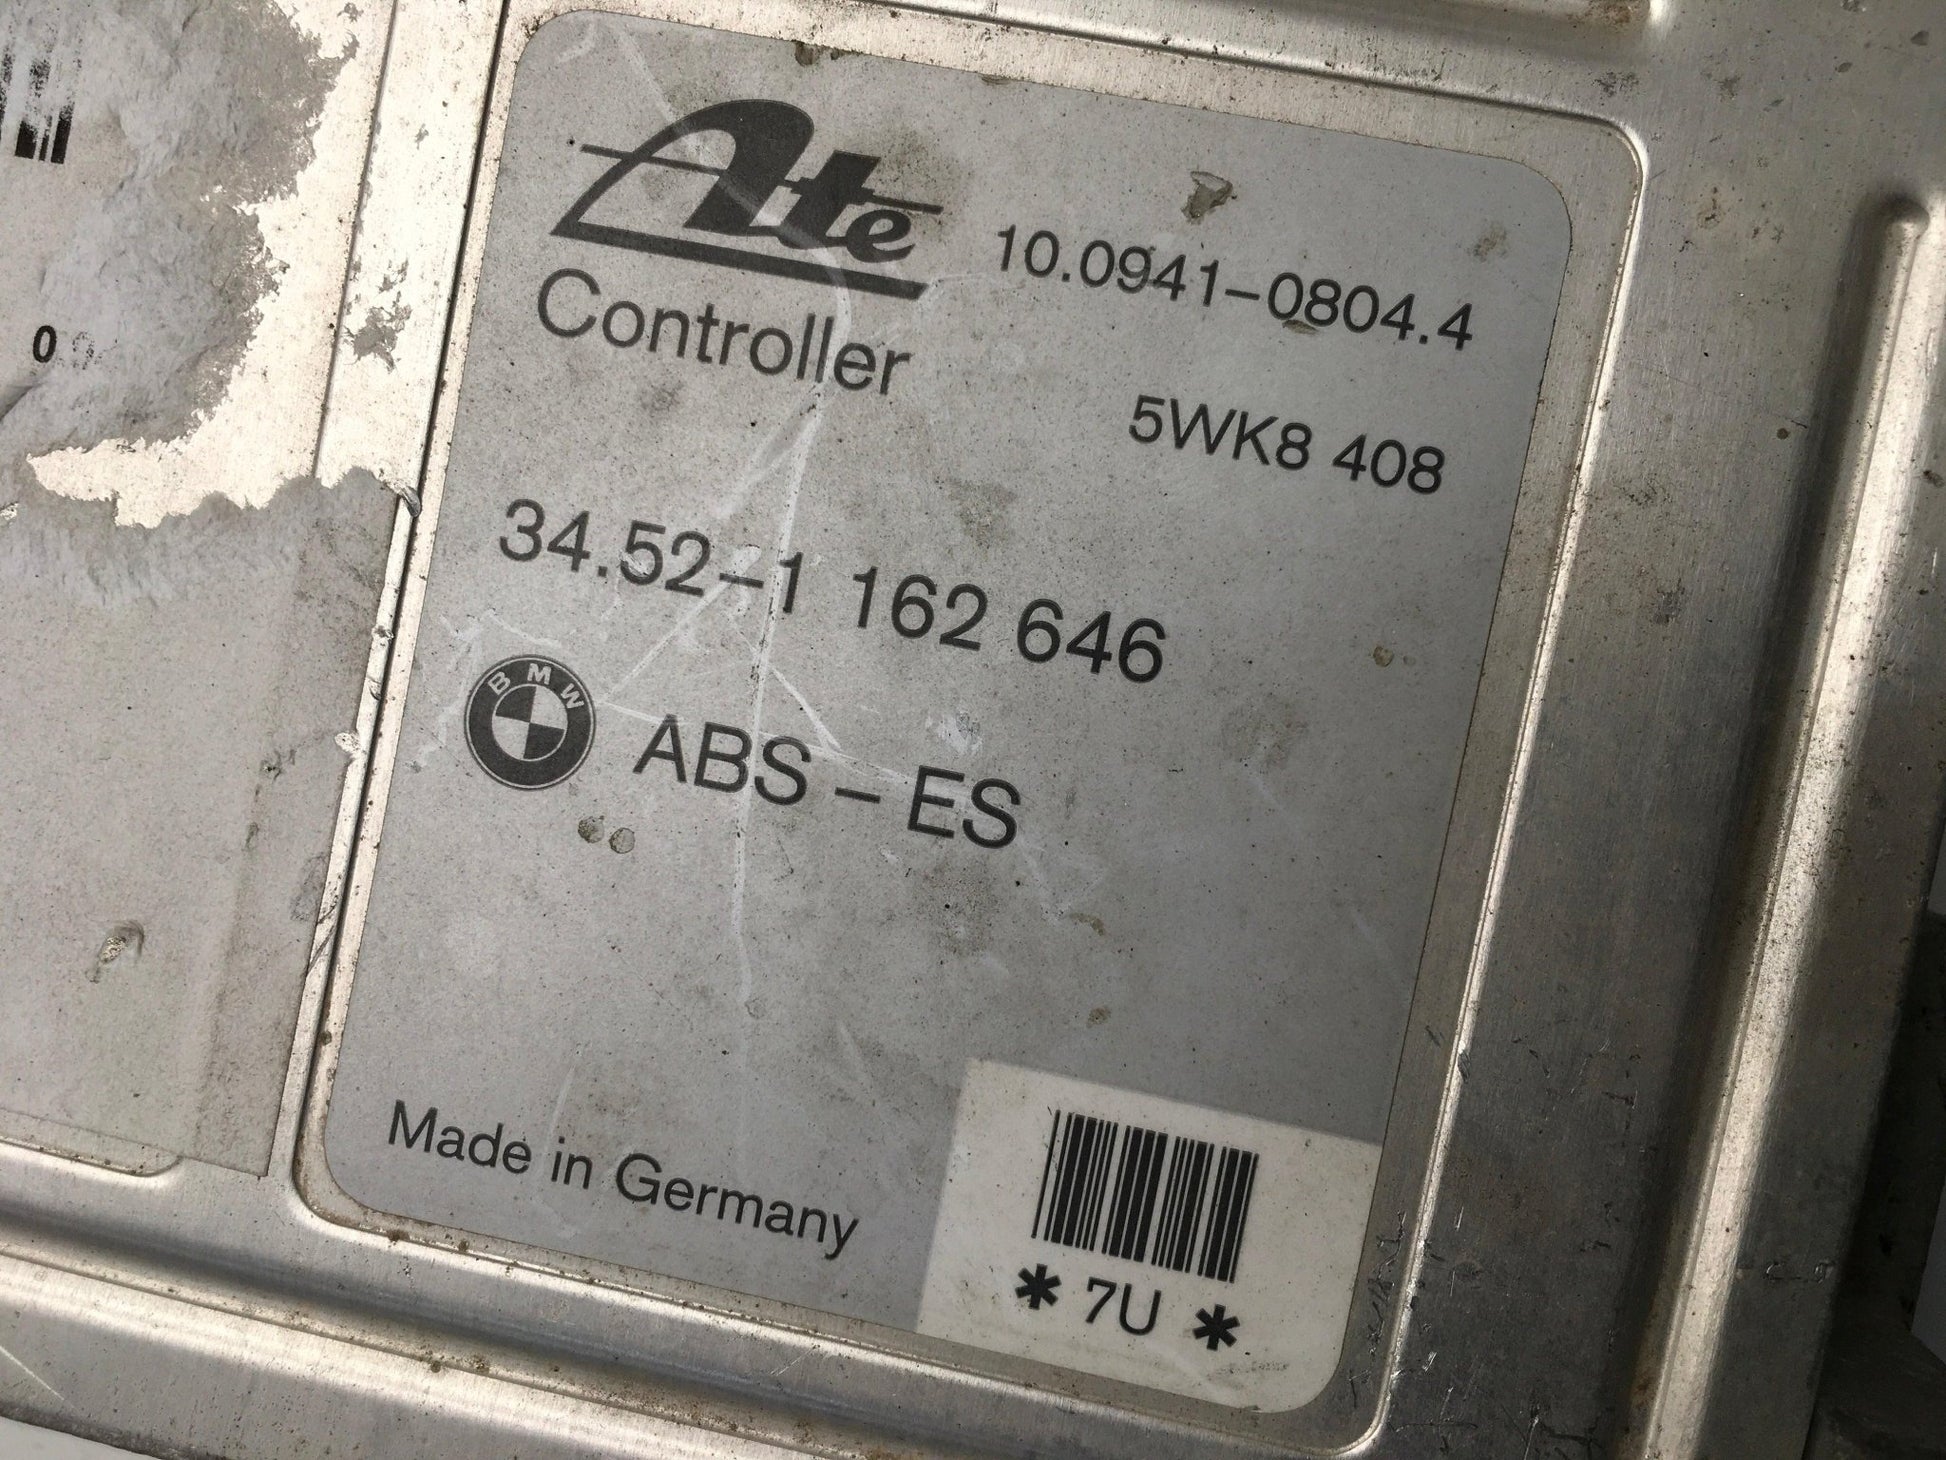 Ate
10.0941-0804.4
Controller
5WK8 408
34.52-1 162 646
BMW
ABS - ES
Made in Germany
* 7U *
0